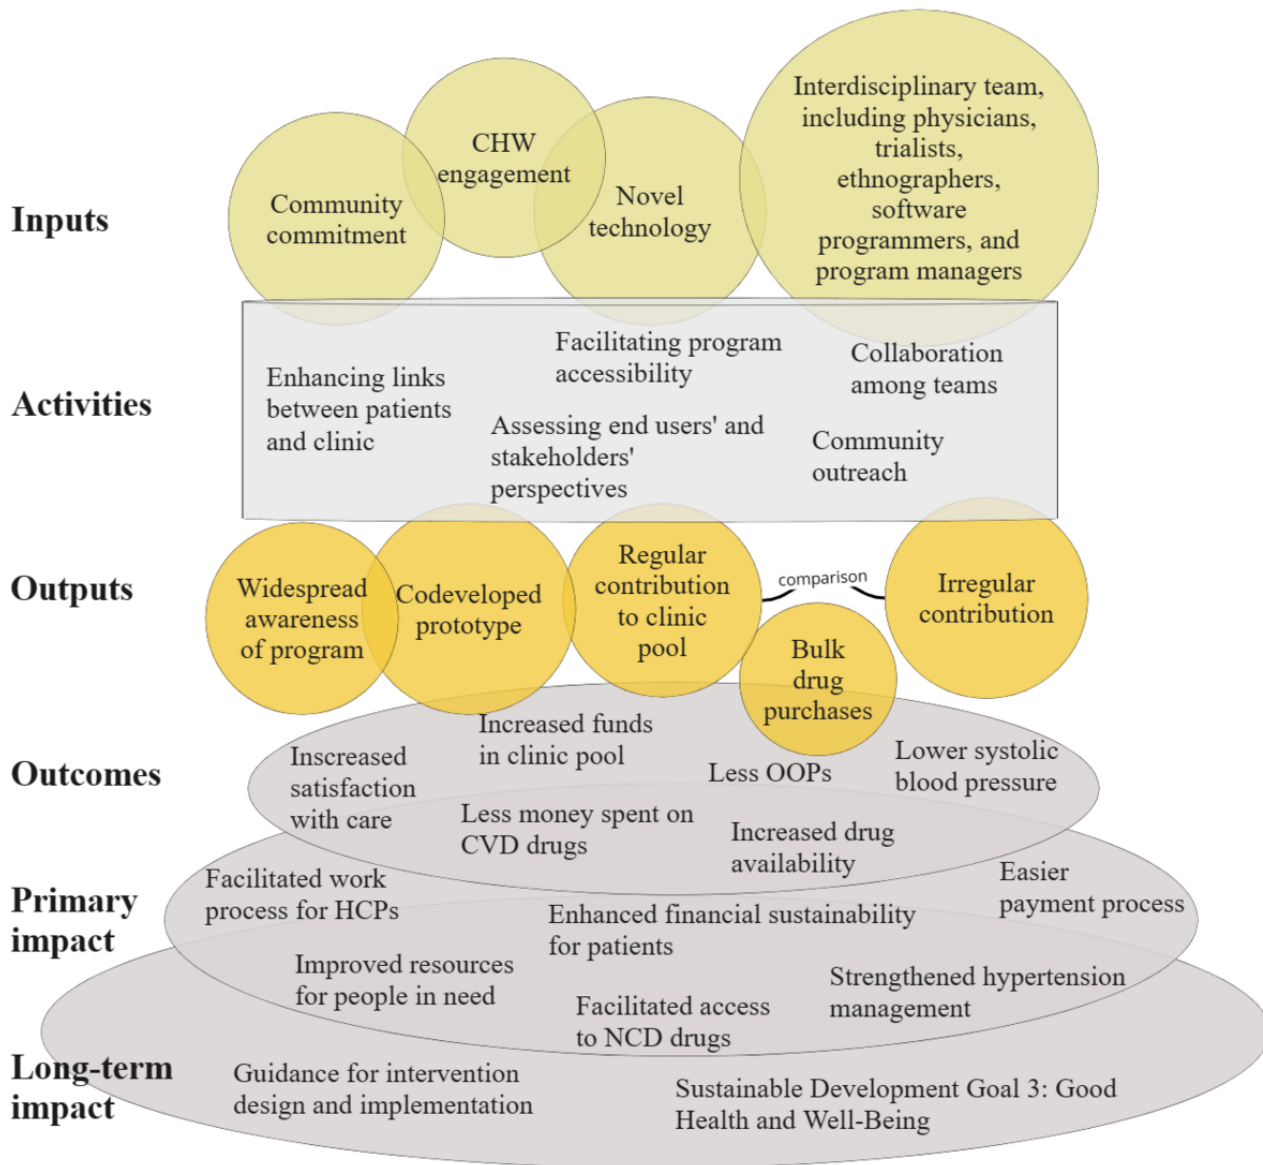 Inputs
Community
commitment
CHW
engagement
Novel
technology
Interdisciplinary team,
including physicians,
trialists,
ethnographers,
software
programmers, and
program managers
Activities
Enhancing links
between patients
and clinic
Facilitating program
accessibility
Assessing end users' and
stakeholders'
perspectives
Collaboration
among teams
Community
outreach
Outputs
Widespread
awareness
of program
Codeveloped
prototype
Regular
contribution
to clinic
pool
comparison
Bulk
drug
purchases
Irregular
contribution
Outcomes
Inscreased
satisfaction
with care
Increased funds
in clinic pool
Less money spent on
CVD drugs
Less OOPs
Increased drug
availability
Lower systolic
blood pressure
Primary
impact
Facilitated work
process for HCPs
Improved resources
for people in need
Enhanced financial sustainability
for patients
Facilitated access
to NCD drugs
Easier
payment process
Strengthened hypertension
management
Long-term
impact
Guidance for intervention
design and implementation
Sustainable Development Goal 3: Good
Health and Well-Being